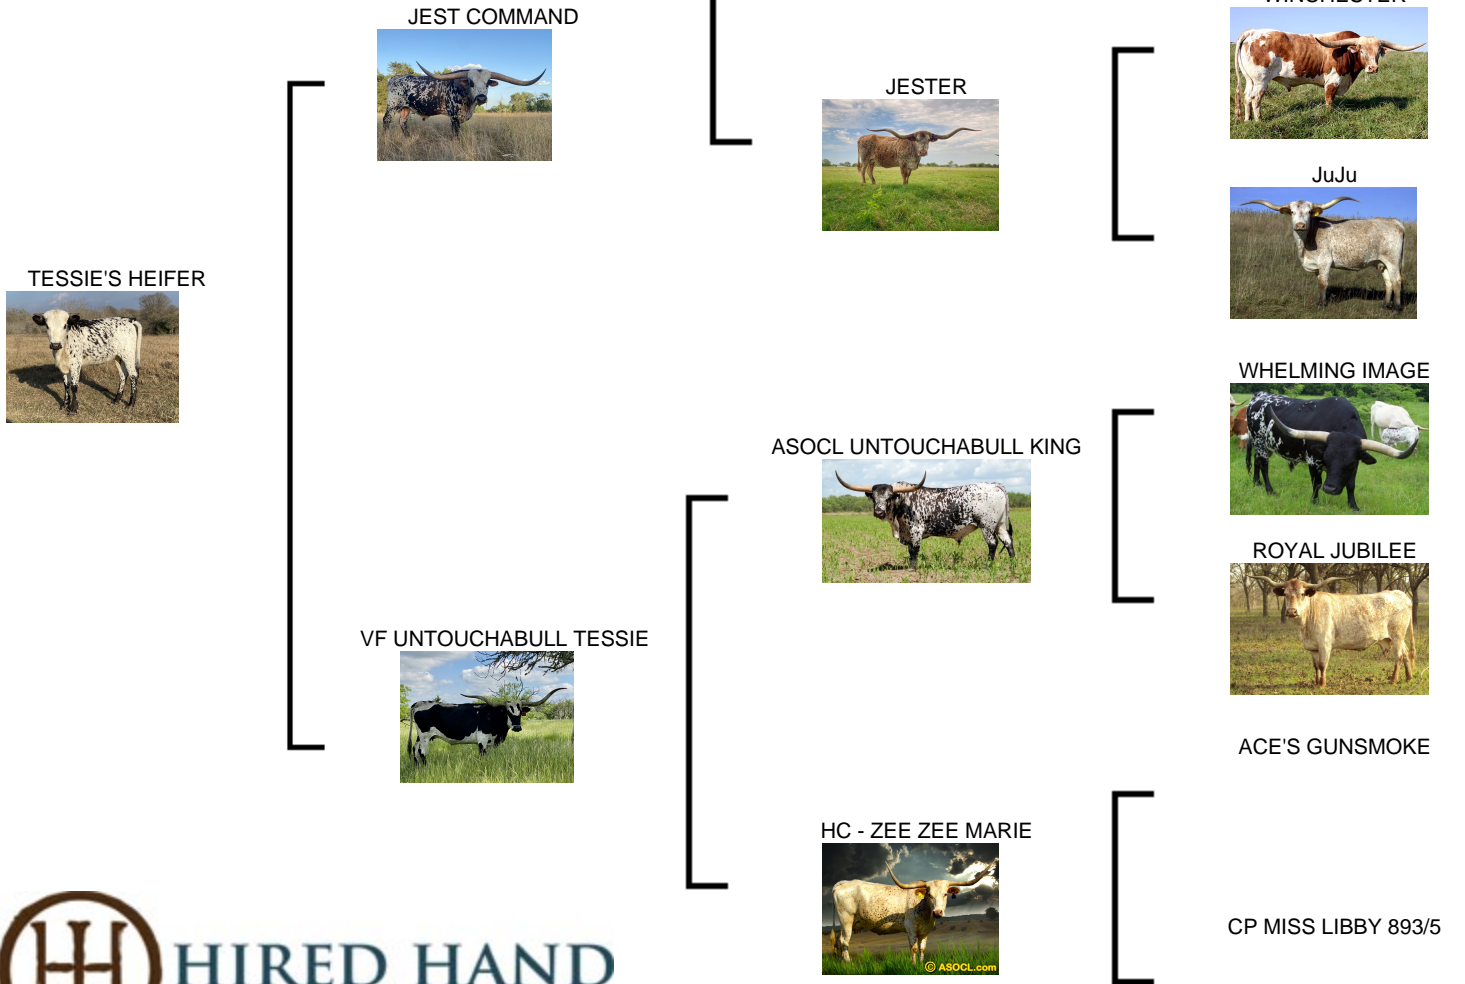 JEST COMMAND
JESTER
JuJu
TESSIE'S HEIFER
WHELMING IMAGE
ASOCL UNTOUCHABULL KING
ROYAL JUBILEE
VF UNTOUCHABULL TESSIE
ACE'S GUNSMOKE
HC - ZEE ZEE MARIE
CP MISS LIBBY 893/5
© ASOCL.com
HIRED HAND